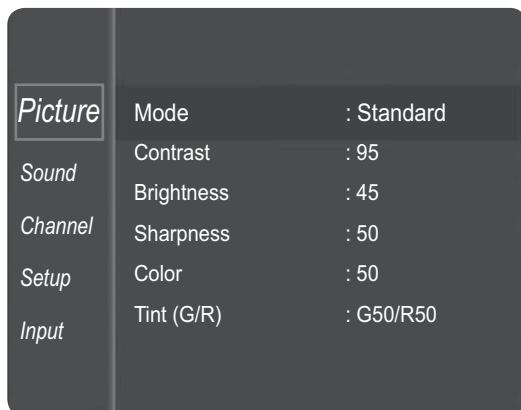 Picture
Sound
Channel
Setup
Input
Mode : Standard
Contrast : 95
Brightness : 45
Sharpness : 50
Color : 50
Tint (G/R) : G50/R50